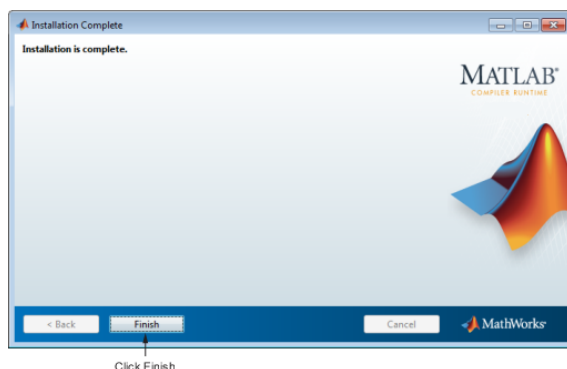 Installation Complete
Installation is complete.
MATLAB®
COMPILER RUNTIME
< Back
Finish
Cancel
MathWorks®
Click Finish